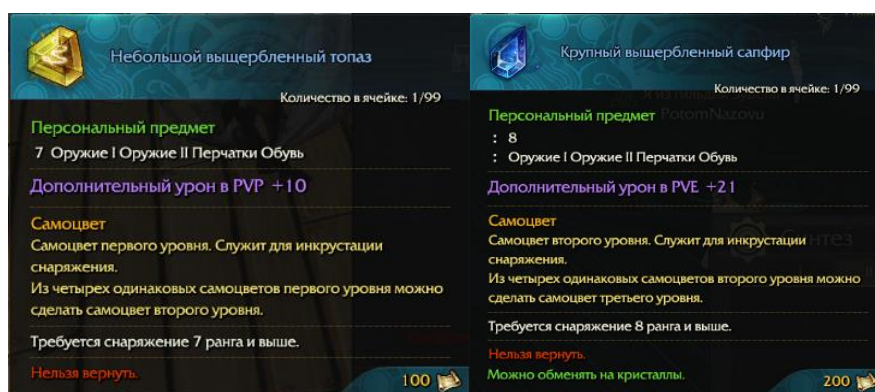 Небольшой выщербленный топаз
Количество в ячейке: 1/99
Персональный предмет
7 Оружие I Оружие II Перчатки Обувь
Дополнительный урон в PVP +10
Самоцвет
Самоцвет первого уровня. Служит для инкрустации
снаряжения.
Из четырех одинаковых самоцветов первого уровня можно
сделать самоцвет второго уровня.
Требуется снаряжение 7 ранга и выше.
Нельзя вернуть.
100
Крупный выщербленный сапфир
Количество в ячейке: 1/99
Персональный предмет
PotomNazovu
: 8
: Оружие I Оружие II Перчатки Обувь
Дополнительный урон в PVE +21
Самоцвет
Самоцвет второго уровня. Служит для инкрустации
снаряжения.
Из четырех одинаковых самоцветов второго уровня можно
сделать самоцвет третьего уровня.
Требуется снаряжение 8 ранга и выше.
Нельзя вернуть.
Можно обменять на кристаллы.
200